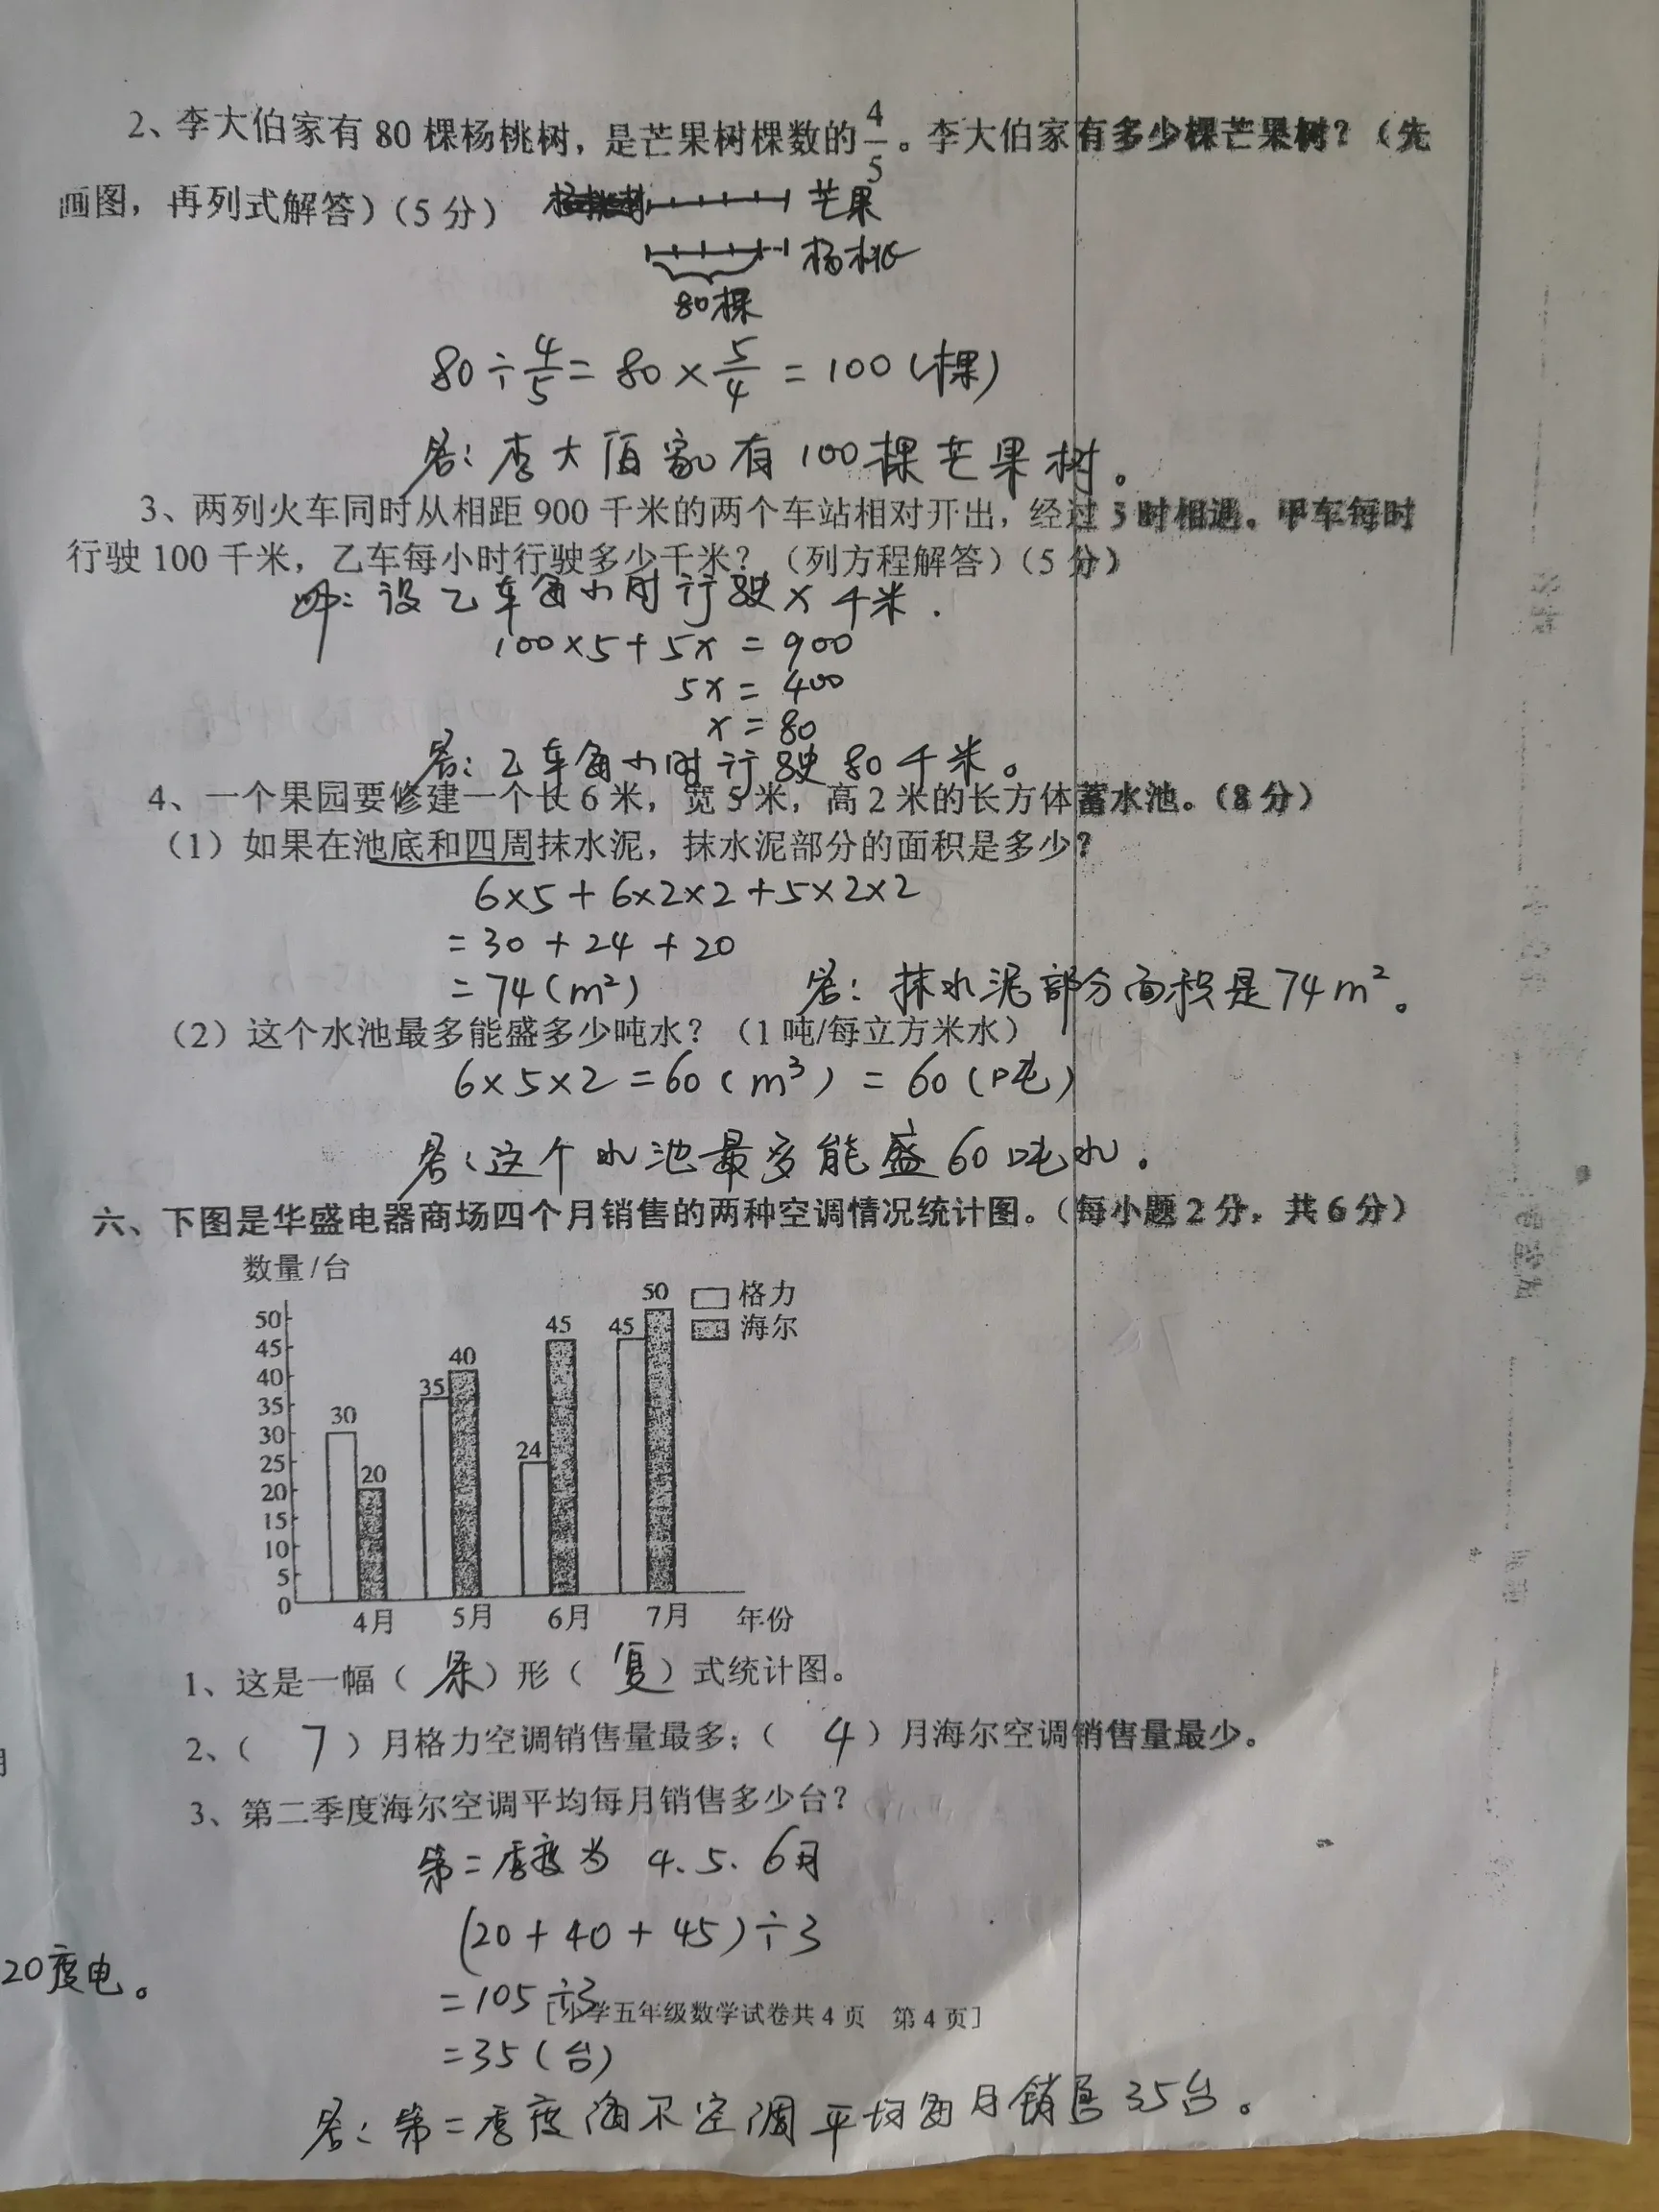 2、李大伯家有 80 棵杨桃树，是芒果树棵数的4/5。李大伯家有多少棵芒果树？（先
画图，再列式解答）（5 分）
芒果
杨桃
80棵
80÷4/5=80×5/4=100(棵)
答：李大伯家有100棵芒果树。
3、两列火车同时从相距 900 千米的两个车站相对开出，经过 5 时相遇。甲车每时
行驶 100 千米，乙车每小时行驶多少千米？（列方程解答）（5 分）
解：设乙车每小时行驶x千米.
100×5+5x=900
5x=400
x=80
答：乙车每小时行驶80千米。
4、一个果园要修建一个长 6 米，宽 5 米，高 2 米的长方体蓄水池。（8 分）
（1）如果在池底和四周抹水泥，抹水泥部分的面积是多少？
6×5+6×2×2+5×2×2
=30+24+20
=74(m²)
答：抹水泥部分面积是74m²。
（2）这个水池最多能盛多少吨水？（1 吨/每立方米水）
6×5×2=60(m³)=60(吨)
答：这个水池最多能盛60吨水.
六、下图是华盛电器商场四个月销售的两种空调情况统计图。（每小题 2 分，共 6 分）
数量/台
格力
海尔
50
45
40
35
30
25
20
15
10
5
0
30
20
35
40
24
45
45
50
4月 5月 6月 7月 年份
1、这是一幅（ 条 ）形（ 复 ）式统计图。
2、（ 7 ）月格力空调销售量最多；（ 4 ）月海尔空调销售量最少。
3、第二季度海尔空调平均每月销售多少台？
第二季度为 4.5.6月
(20+40+45)÷3
=105÷3
=35(台)
答：第二季度海尔空调平均每月销售35台。
20度电。
[小学五年级数学试卷共 4 页 第 4 页]